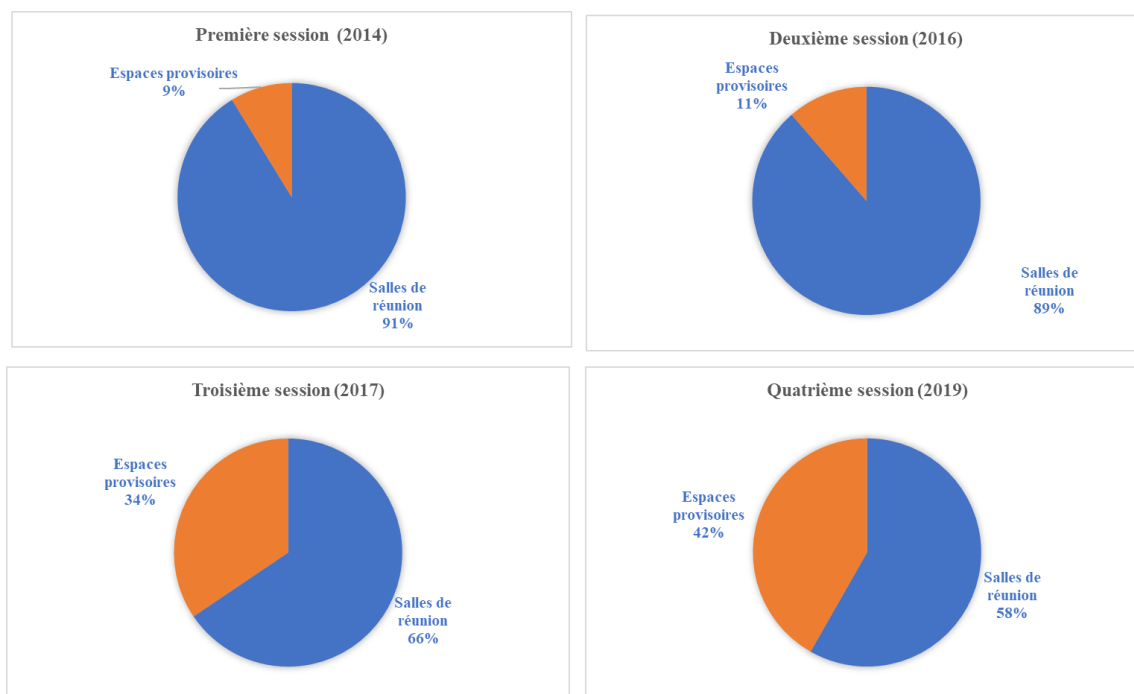 Première session (2014)
Espaces provisoires
9%
Salles de
réunion
91%
Deuxième session (2016)
Espaces
provisoires
11%
Salles de
réunion
89%
Troisième session (2017)
Espaces
provisoires
34%
Salles de
réunion
66%
Quatrième session (2019)
Espaces
provisoires
42%
Salles de
réunion
58%